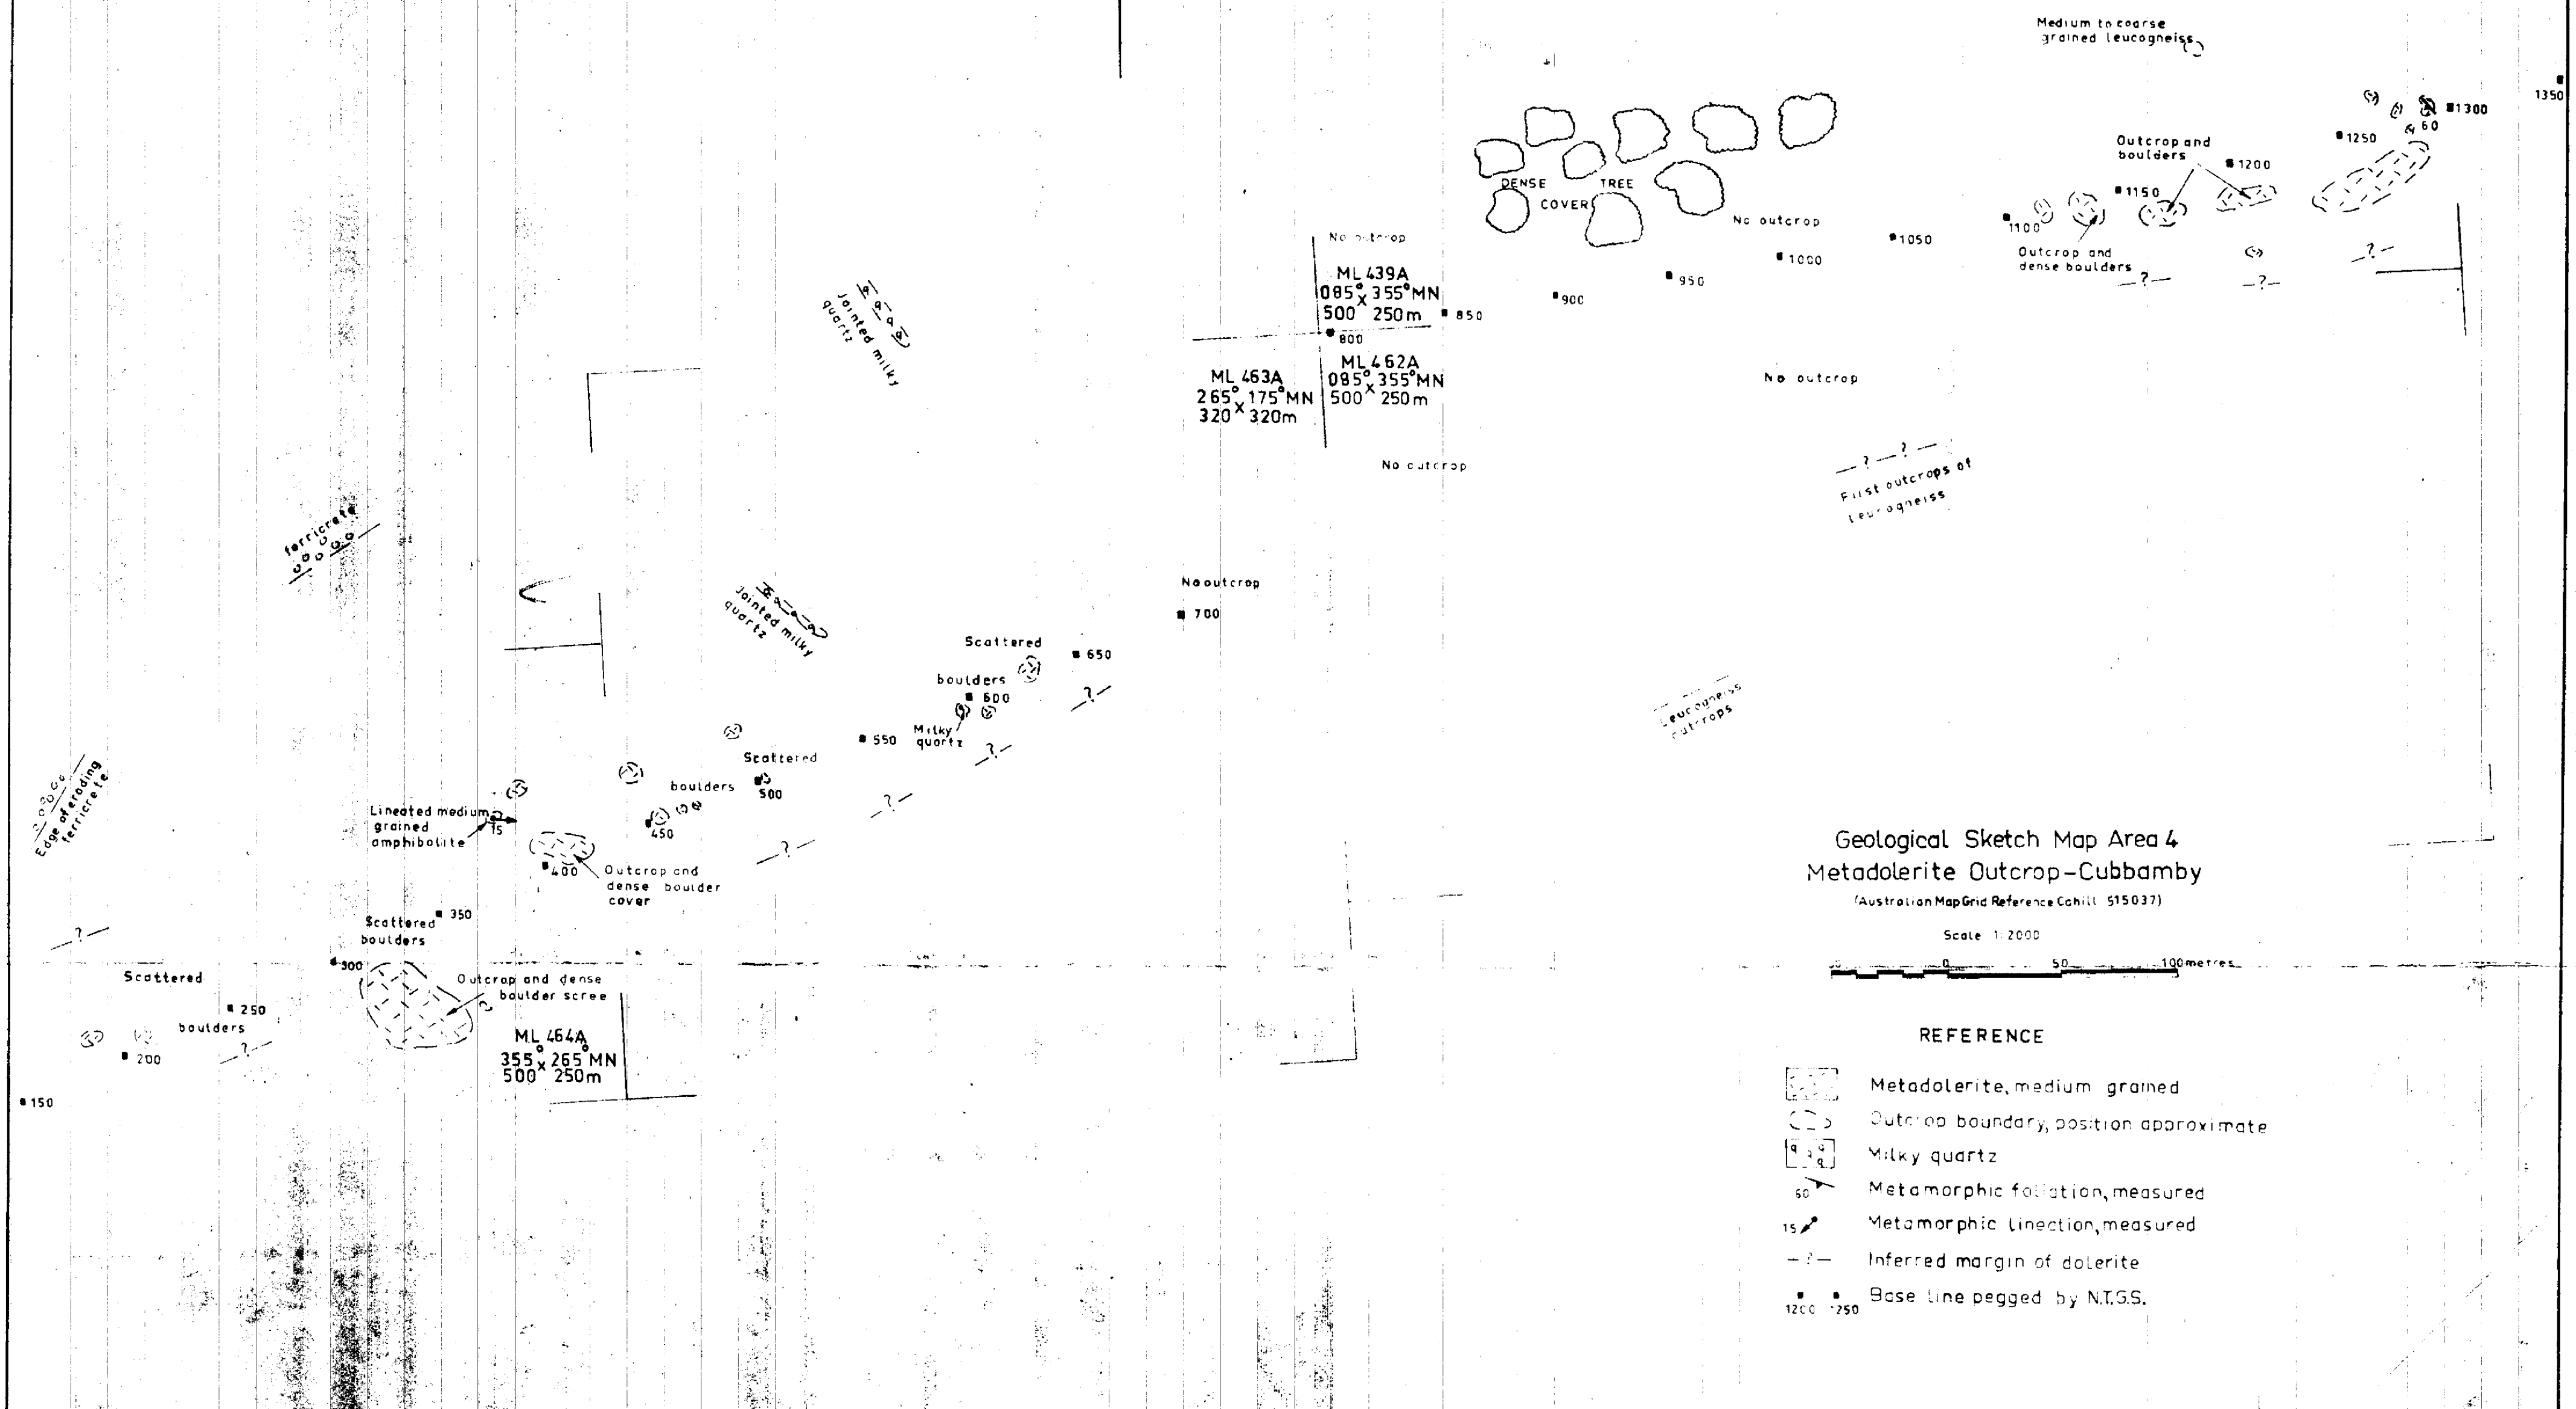 Medium to coarse
grained leucogneiss
1350
1300
60
1250
Outcrop and
boulders
1200
1150
1100
Outcrop and
dense boulders
?
?
?
1050
DENSE TREE
COVER
No outcrop
1000
950
900
No outcrop
ML 439A
085° 355° MN
x
500 250m
850
800
ML 462A
085° 355° MN
x
500 250m
ML 463A
265° 175° MN
x
320 320m
No outcrop
No outcrop
? ?
First outcrops of
Leucogneiss
q
q
q
q
Jointed milky
quartz
ferricrete
Jointed milky
quartz
No outcrop
700
Scattered
650
boulders
600
?
Milky
quartz
?
550
Leucogneiss
outcrops
Scattered
boulders
500
450
?
?
Edge of eroding
ferricrete
Lineated medium
grained
amphibolite
15
400
Outcrop and
dense boulder
cover
350
Scattered
boulders
?
300
Scattered
250
boulders
200
?
150
Outcrop and dense
boulder scree
ML 464A
355° 265° MN
x
500 250m
Geological Sketch Map Area 4
Metadolerite Outcrop-Cubbamby
(Australian Map Grid Reference Cahill 515037)
Scale 1:2000
0 50 100 metres
REFERENCE
Metadolerite, medium grained
Outcrop boundary, position approximate
q q q q
Milky quartz
60
Metamorphic foliation, measured
15
Metamorphic lineation, measured
—?—
Inferred margin of dolerite
1200 1250
Base line pegged by N.T.G.S.